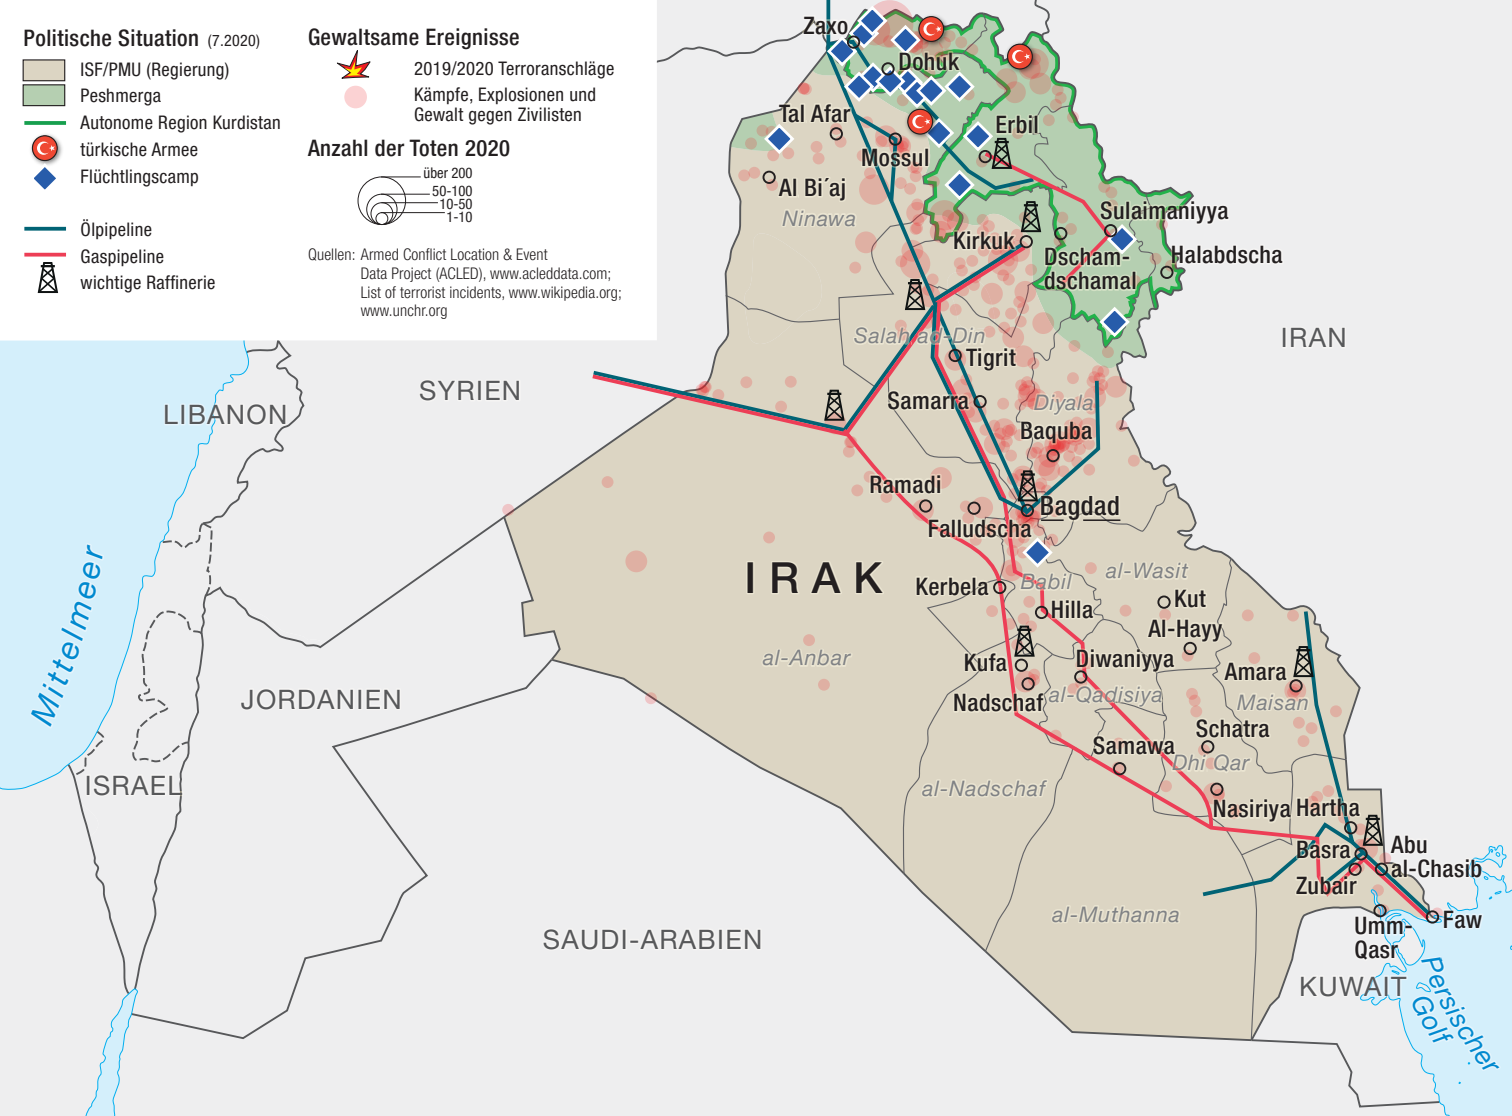 Politische Situation (7.2020)
ISF/PMU (Regierung)
Peshmerga
Autonome Region Kurdistan
türkische Armee
Flüchtlingscamp
Ölpipeline
Gaspipeline
wichtige Raffinerie
Gewaltsame Ereignisse
2019/2020 Terroranschläge
Kämpfe, Explosionen und
Gewalt gegen Zivilisten
Anzahl der Toten 2020
über 200
50-100
10-50
1-10
Quellen: Armed Conflict Location & Event
Data Project (ACLED), www.acleddata.com;
List of terrorist incidents, www.wikipedia.org;
www.unchr.org
Zaxo
Dohuk
Tal Afar
Erbil
Mossul
Al Bi´aj
Ninawa
Sulaimaniyya
Kirkuk
Dscham-
dschamal
Halabdscha
Salah ad-Din
IRAN
Tigrit
SYRIEN
LIBANON
Samarra
Diyala
Baquba
Ramadi
Bagdad
Falludscha
Mittelmeer
IRAK
al-Wasit
Babil
Kerbela
Kut
Hilla
Al-Hayy
al-Anbar
Kufa
Diwaniyya
Amara
Nadschaf
al-Qadisiya
Maisan
JORDANIEN
Schatra
Samawa
Dhi Qar
ISRAEL
al-Nadschaf
Nasiriya
Hartha
Basra
Abu
al-Chasib
Zubair
al-Muthanna
Umm-
Qasr
Faw
SAUDI-ARABIEN
KUWAIT
Persischer
Golf